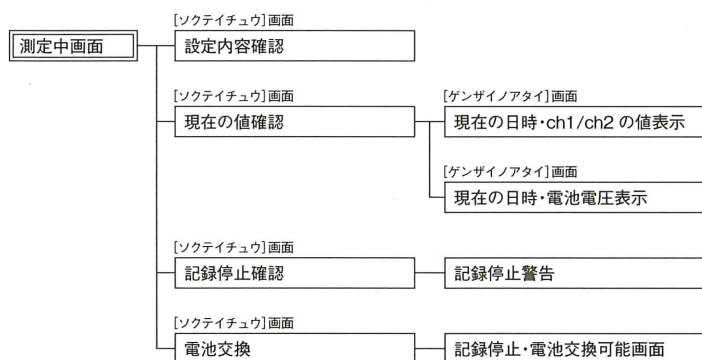 [ソクテイチュウ]画面
測定中画面
設定内容確認
[ソクテイチュウ]画面
[ゲンザイノアタイ]画面
現在の値確認
現在の日時・ch1/ch2 の値表示
[ゲンザイノアタイ]画面
現在の日時・電池電圧表示
[ソクテイチュウ]画面
記録停止確認
記録停止警告
[ソクテイチュウ]画面
電池交換
記録停止・電池交換可能画面